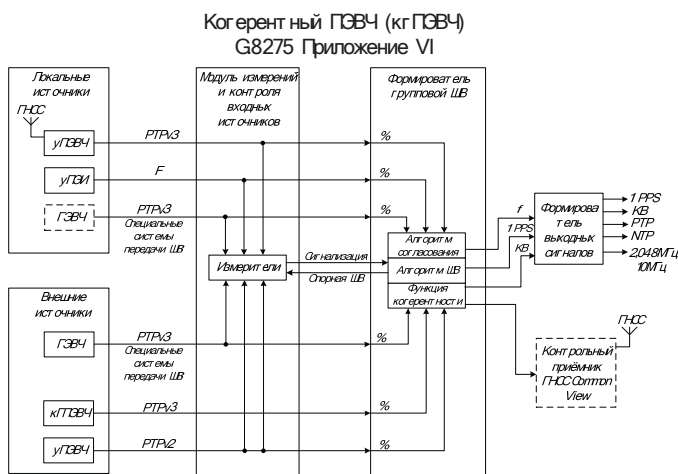 Когерентный ПЭВЧ (кгПЭВЧ)
G8275 Приложение VI
Локальные
источники
ГНСС
уПЭВЧ
уПЭИ
ГЭВЧ
Внешние
источники
ГЭВЧ
кГПЭВЧ
уПЭВЧ
PTPv3
F
PTPv3
Специальные
системы
передачи ШВ
PTPv3
Специальные
системы
передачи ШВ
PTPv3
PTPv2
Модуль измерений
и контроля
входных
источников
Измерители
Сигнализация
Опорная ШВ
Формирователь
групповой ШВ
%
%
%
Алгоритм
согласования
Алгоритм ШВ
Функция
когерентности
%
%
%
f
1 PPS
КВ
Формирова
тель
выходных
сигналов
1 PPS
КВ
PTP
NTP
2,048МГц
10МГц
ГНСС
Контрольный
приёмник
ГНСС Common
View